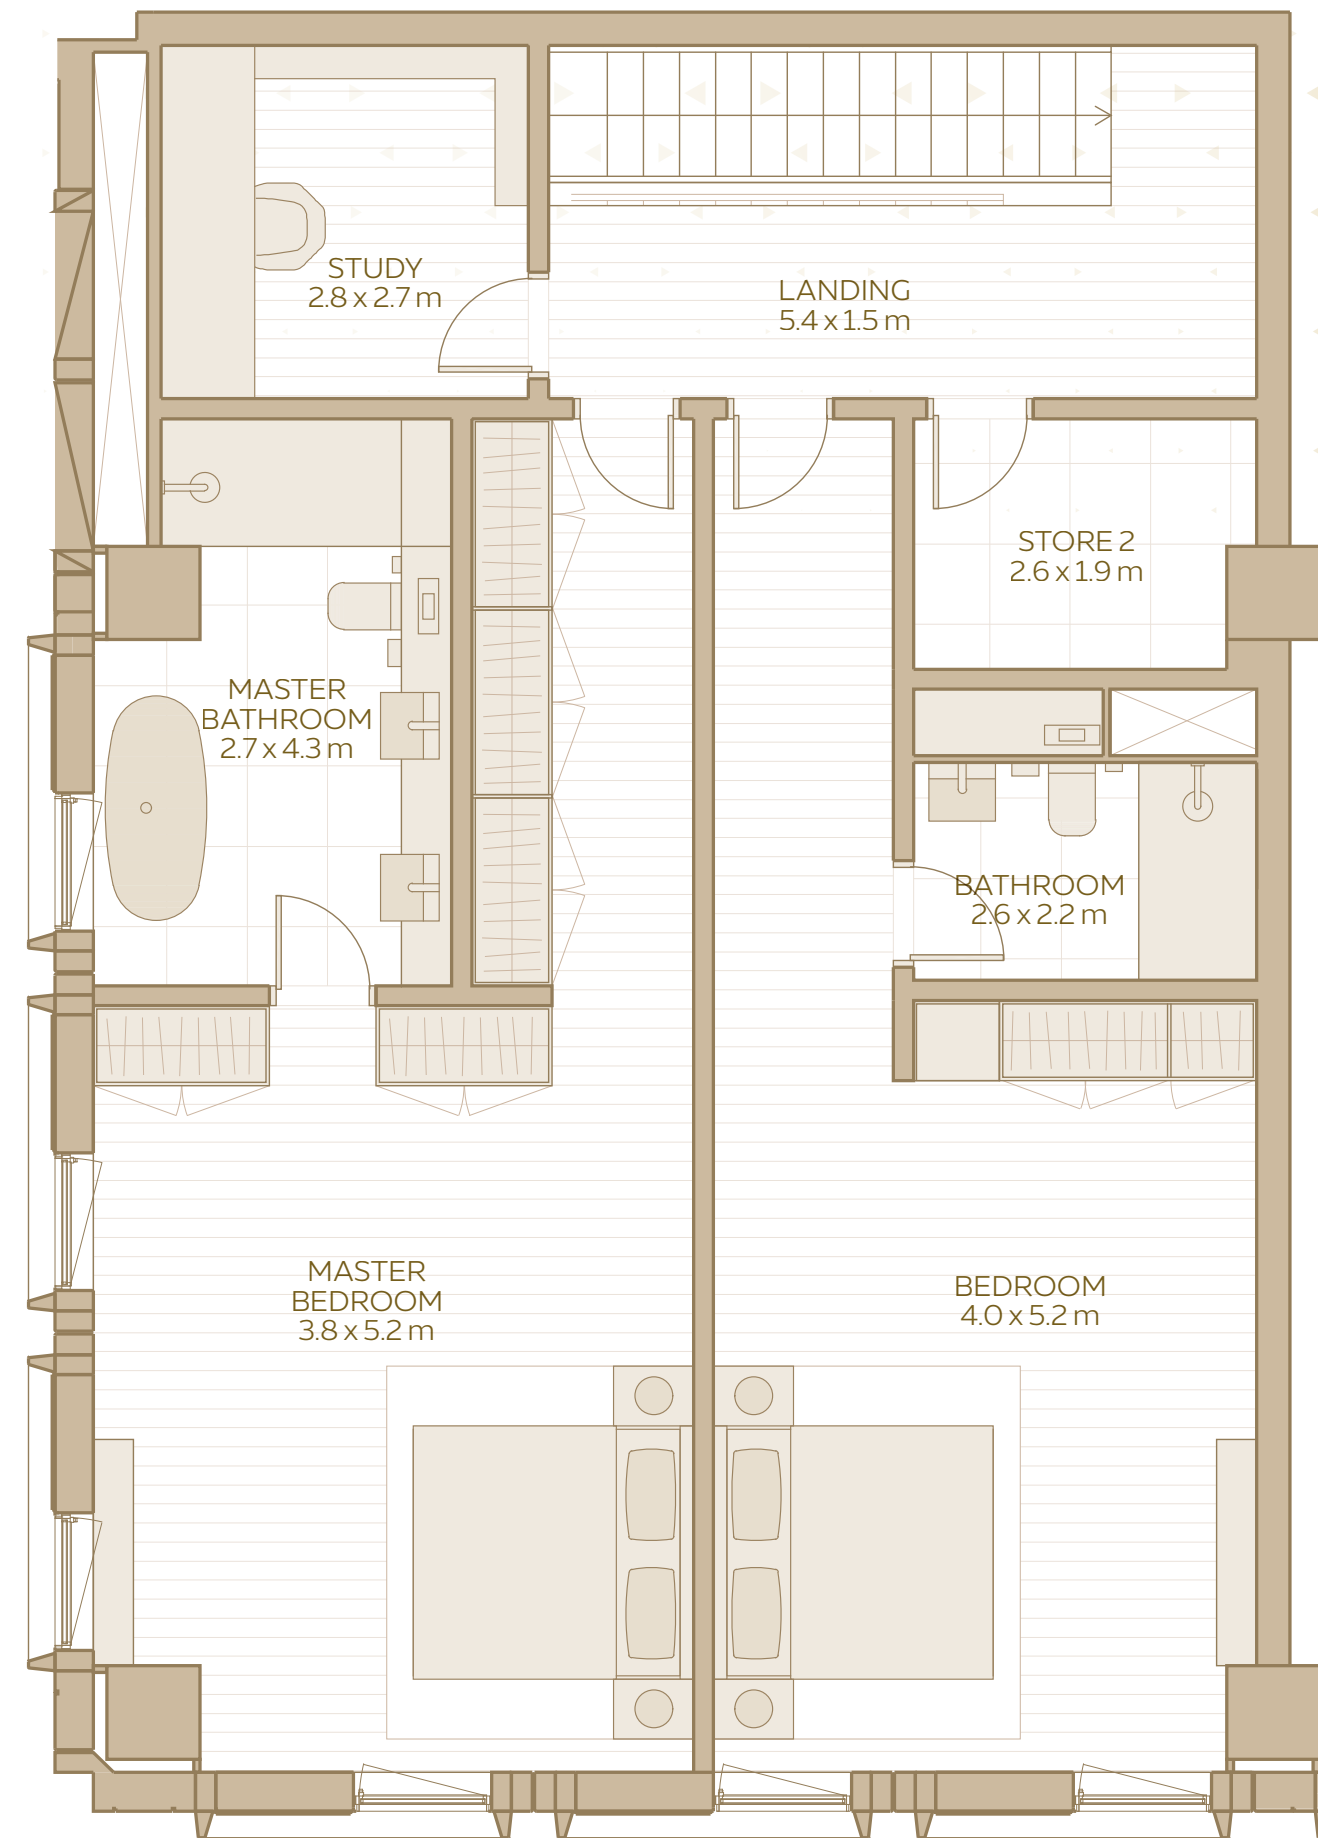 STUDY
2.8 x 2.7 m
LANDING
5.4 x 1.5 m
STORE 2
2.6 x 1.9 m
MASTER
BATHROOM
2.7 x 4.3 m
BATHROOM
2.6 x 2.2 m
MASTER
BEDROOM
3.8 x 5.2 m
BEDROOM
4.0 x 5.2 m